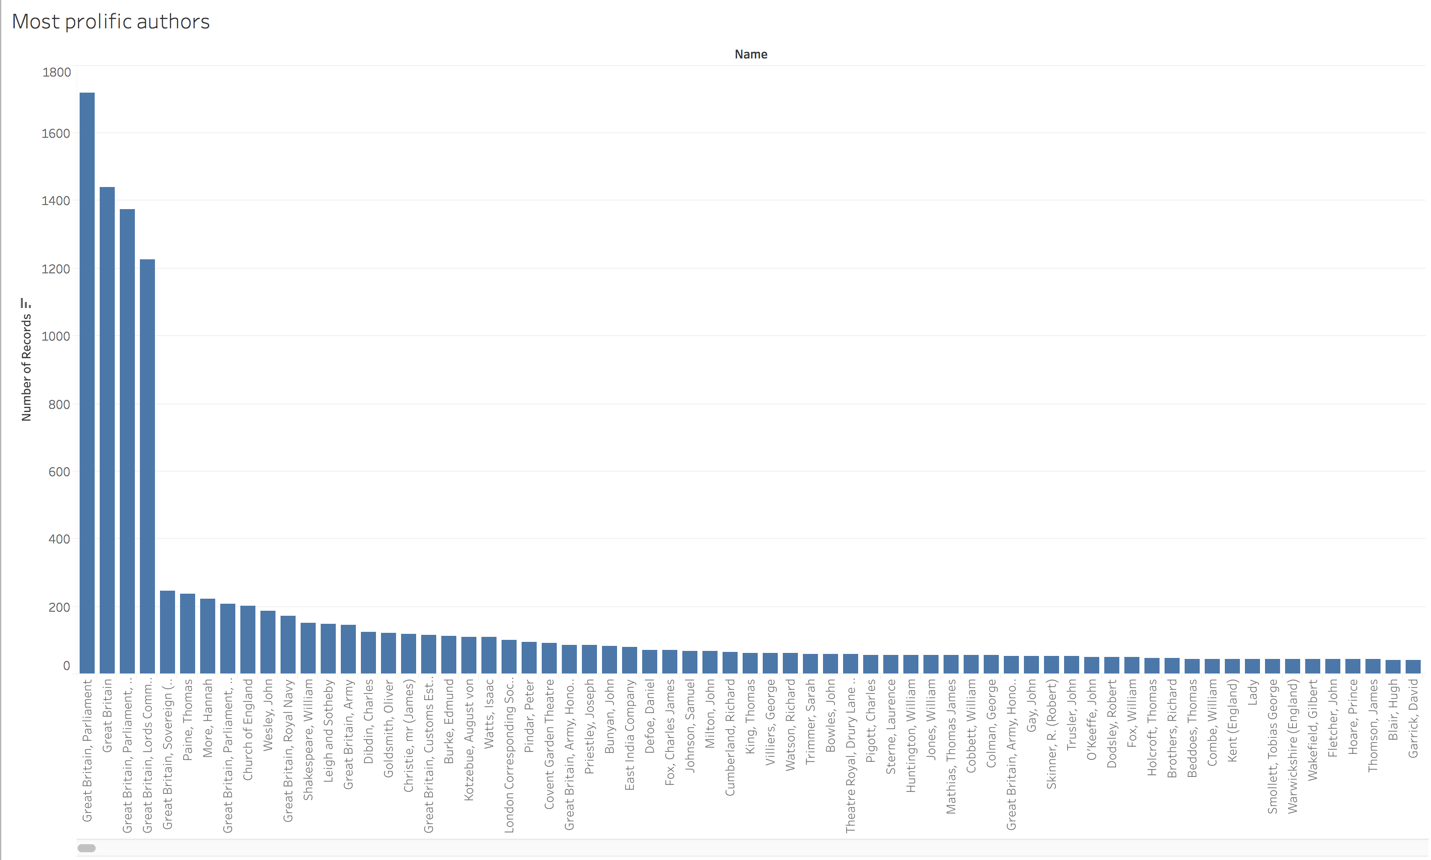 Most prolific authors
Name
Number of Records
1800
1600
1400
1200
1000
800
600
400
200
0
Great Britain, Parliament
Great Britain
Great Britain, Parliament, ..
Great Britain, Lords Comm..
Great Britain, Sovereign (..
Paine, Thomas
More, Hannah
Great Britain, Parliament, ..
Church of England
Wesley, John
Great Britain, Royal Navy
Shakespeare, William
Leigh and Sotheby
Great Britain, Army
Dibdin, Charles
Goldsmith, Oliver
Christie, mr (James)
Great Britain, Customs Est..
Burke, Edmund
Kotzebue, August von
Watts, Isaac
London Corresponding Soc..
Pindar, Peter
Covent Garden Theatre
Great Britain, Army, Hono..
Priestley, Joseph
Bunyan, John
East India Company
Defoe, Daniel
Fox, Charles James
Johnson, Samuel
Milton, John
Cumberland, Richard
King, Thomas
Villiers, George
Watson, Richard
Trimmer, Sarah
Bowles, John
Theatre Royal, Drury Lane ..
Pigott, Charles
Sterne, Laurence
Huntington, William
Jones, William
Mathias, Thomas James
Cobbett, William
Colman, George
Great Britain, Army, Hono..
Gay, John
Skinner, R. (Robert)
Trusler, John
O'Keeffe, John
Dodsley, Robert
Fox, William
Holcroft, Thomas
Brothers, Richard
Beddoes, Thomas
Combe, William
Kent (England)
Lady
Smollett, Tobias George
Warwickshire (England)
Wakefield, Gilbert
Fletcher, John
Hoare, Prince
Thomson, James
Blair, Hugh
Garrick, David